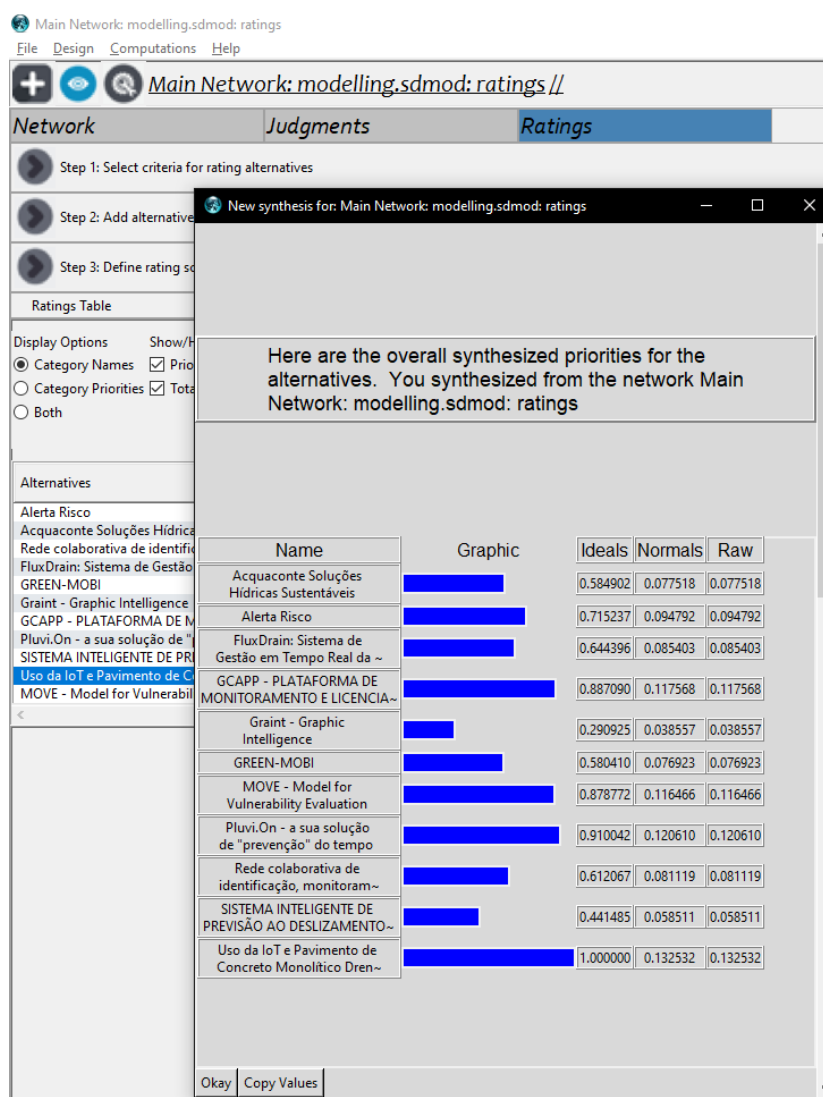 Main Network: modelling.sdmod: ratings
File Design Computations Help
Main Network: modelling.sdmod: ratings //
Network Judgments Ratings
Step 1: Select criteria for rating alternatives
Step 2: Add alternative
Step 3: Define rating sc
Ratings Table
Display Options Show/H
Category Names Prio
Category Priorities Tota
Both
Alternatives
Alerta Risco
Acquaconte Soluções Hídrica
Rede colaborativa de identific
FluxDrain: Sistema de Gestão
GREEN-MOBI
Graint - Graphic Intelligence
GCAPP - PLATAFORMA DE M
Pluvi.On - a sua solução de "p
SISTEMA INTELIGENTE DE PRE
Uso da IoT e Pavimento de Co
MOVE - Model for Vulnerabil
New synthesis for: Main Network: modelling.sdmod: ratings
Here are the overall synthesized priorities for the
alternatives. You synthesized from the network Main
Network: modelling.sdmod: ratings
Name Graphic Ideals Normals Raw
Acquaconte Soluções
Hídricas Sustentáveis
0.584902 0.077518 0.077518
Alerta Risco 0.715237 0.094792 0.094792
FluxDrain: Sistema de
Gestão em Tempo Real da ~
0.644396 0.085403 0.085403
GCAPP - PLATAFORMA DE
MONITORAMENTO E LICENCIA~
0.887090 0.117568 0.117568
Graint - Graphic
Intelligence
0.290925 0.038557 0.038557
GREEN-MOBI 0.580410 0.076923 0.076923
MOVE - Model for
Vulnerability Evaluation
0.878772 0.116466 0.116466
Pluvi.On - a sua solução
de "prevenção" do tempo
0.910042 0.120610 0.120610
Rede colaborativa de
identificação, monitoram~
0.612067 0.081119 0.081119
SISTEMA INTELIGENTE DE
PREVISÃO AO DESLIZAMENTO~
0.441485 0.058511 0.058511
Uso da IoT e Pavimento de
Concreto Monolítico Dren~
1.000000 0.132532 0.132532
Okay Copy Values